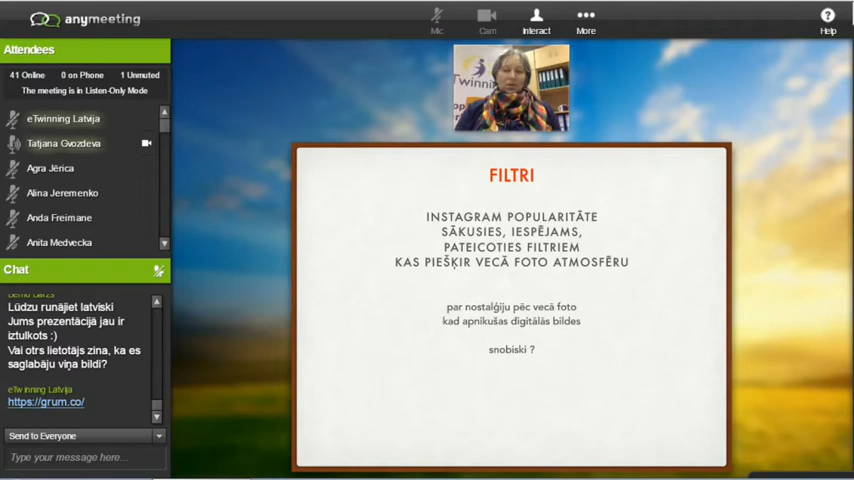 anymeeting
Mic
Cam
Interact
More
Help
Attendees
41 Online 0 on Phone 1 Unmuted
The meeting is in Listen-Only Mode
eTwinning Latvija
Tatjana Gvozdeva
Agra Jērica
Alina Jeremenko
Anda Freimane
Anita Medvecka
Chat
Lūdzu runājiet latviski
Jums prezentācijā jau ir
iztulkots :)
Vai otrs lietotājs zina, ka es
saglabāju viņa bildi?
eTwinning Latvija
https://grum.co/
Send to Everyone
Type your message here...
FILTRI
INSTAGRAM POPULARITĀTE
SĀKUSIES, IESPĒJAMS,
PATEICOTIES FILTRIEM
KAS PIEŠĶIR VECĀ FOTO ATMOSFĒRU
par nostaļģiju pēc vecā foto
kad apnikušas digitālās bildes
snobiski ?